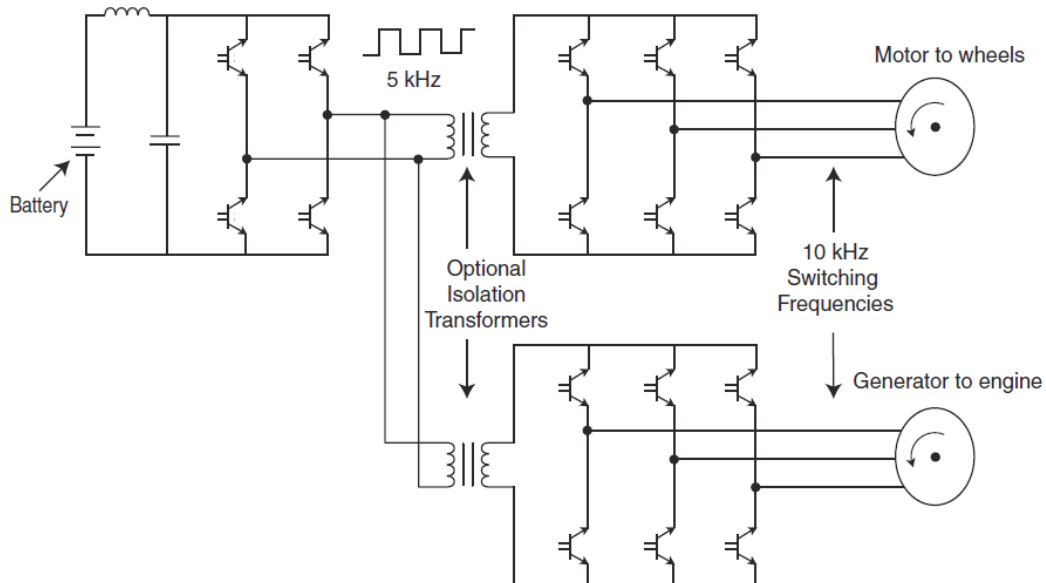 5 kHz
Motor to wheels
Battery
Optional
Isolation
Transformers
10 kHz
Switching
Frequencies
Generator to engine